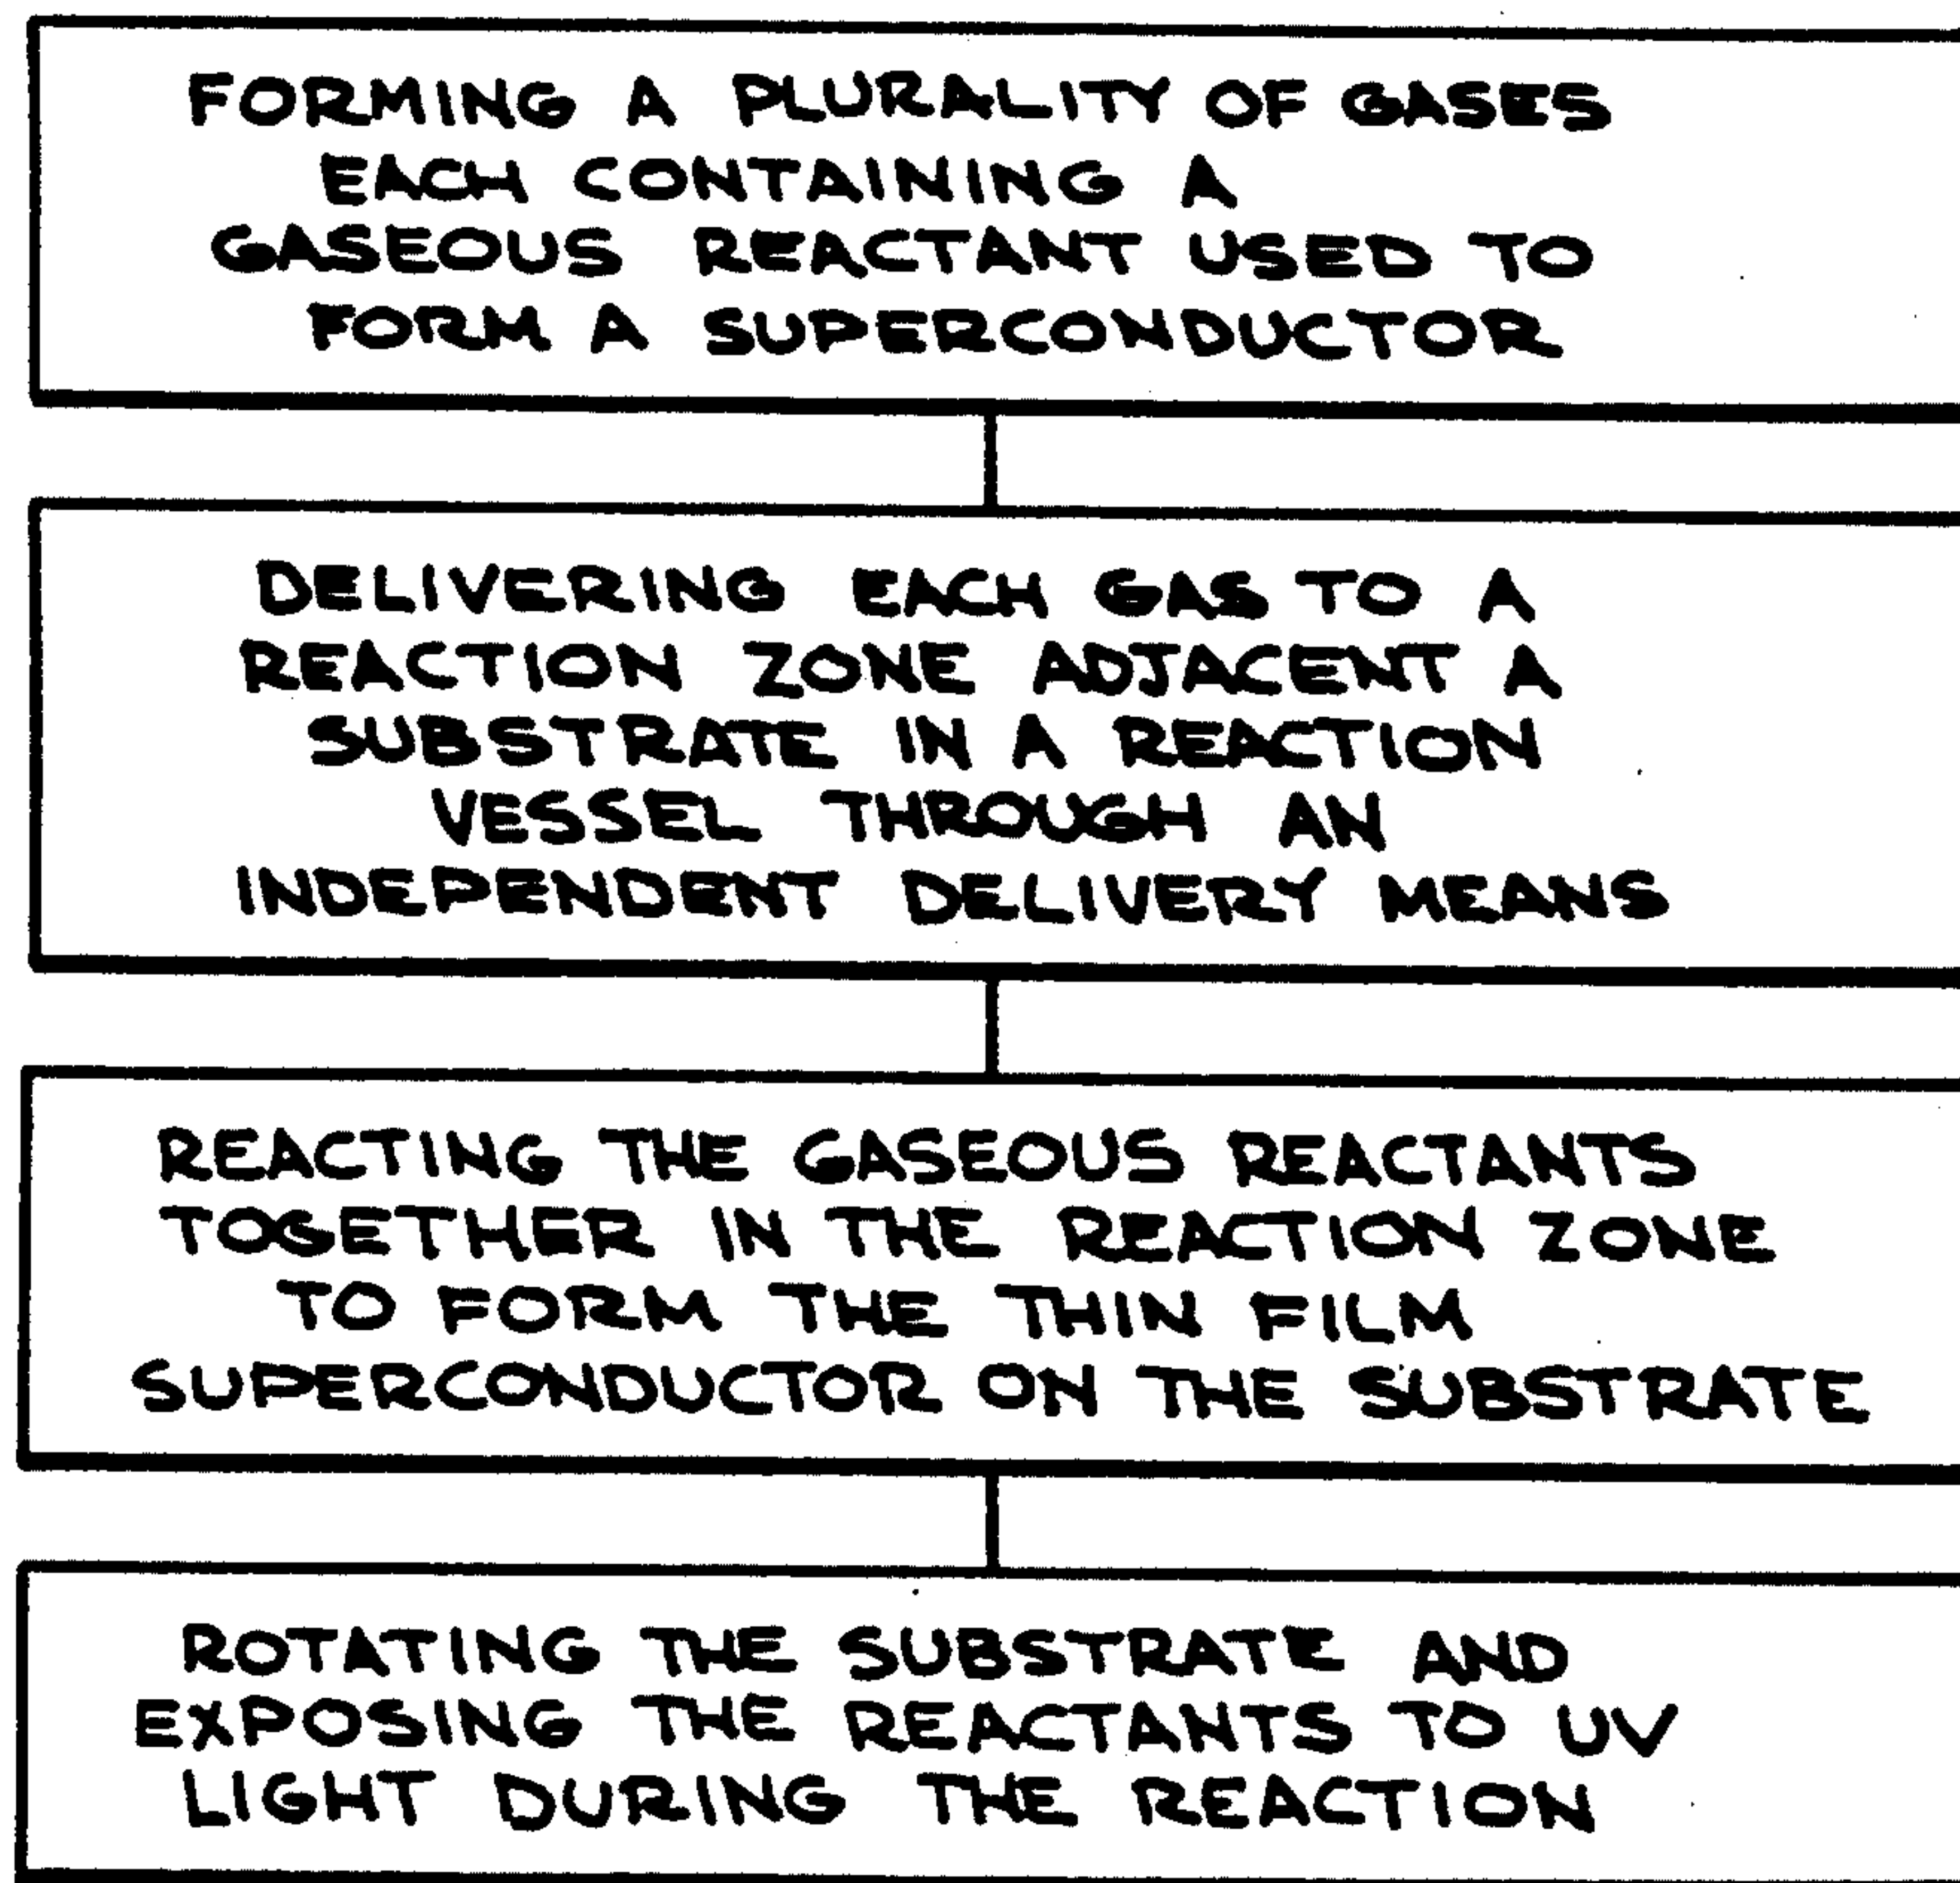 FORMING A PLURALITY OF GASES
EACH CONTAINING A
GASEOUS REACTANT USED TO
FORM A SUPERCONDUCTOR
DELIVERING EACH GAS TO A
REACTION ZONE ADJACENT A
SUBSTRATE IN A REACTION
VESSEL THROUGH AN
INDEPENDENT DELIVERY MEANS
REACTING THE GASEOUS REACTANTS
TOGETHER IN THE REACTION ZONE
TO FORM THE THIN FILM
SUPERCONDUCTOR ON THE SUBSTRATE
ROTATING THE SUBSTRATE AND
EXPOSING THE REACTANTS TO UV
LIGHT DURING THE REACTION